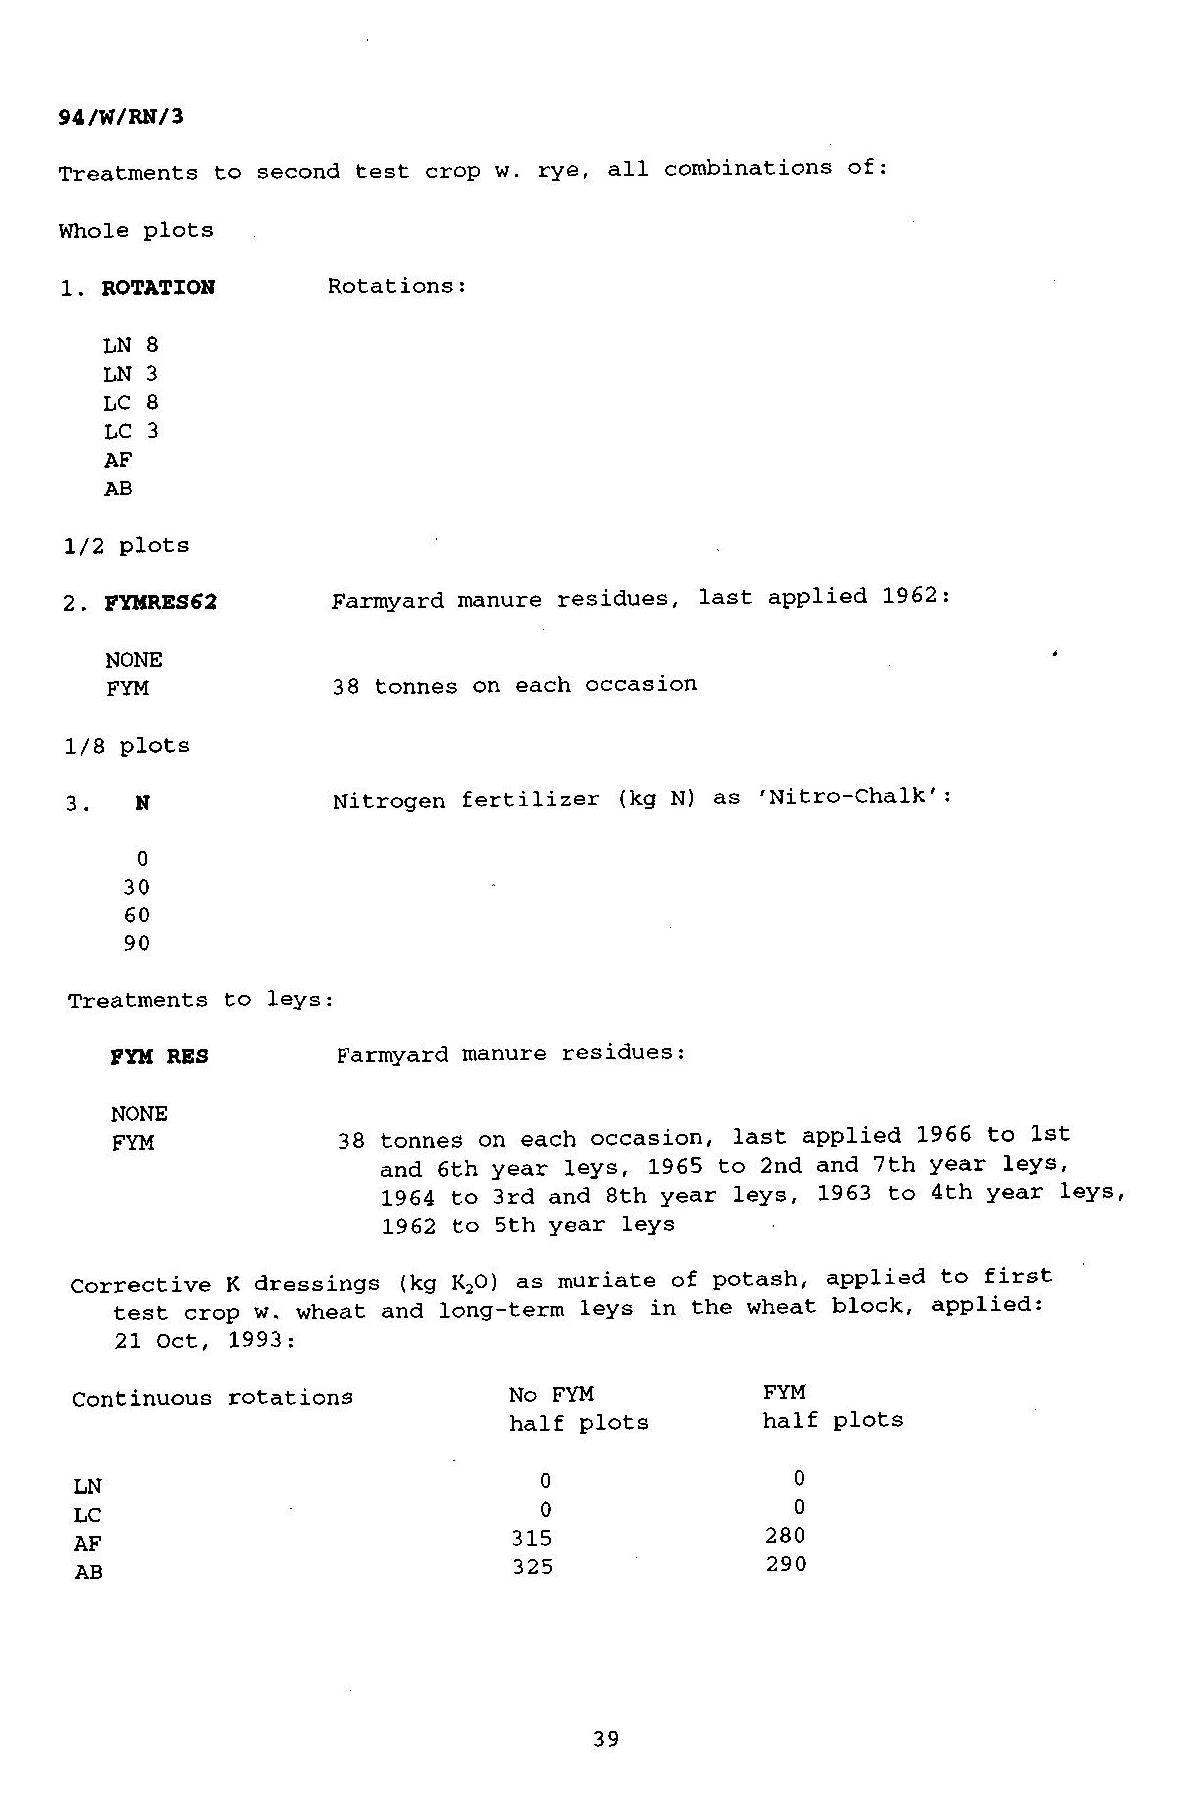 94/W/RN/3
Treatments to second test crop w. rye, all combinations of:
Whole plots
1. ROTATION Rotations:
LN 8
LN 3
LC 8
LC 3
AF
AB
1/2 plots
2. FYMRES62 Farmyard manure residues, last applied 1962:
NONE
FYM 38 tonnes on each occasion
1/8 plots
3. N Nitrogen fertilizer (kg N) as 'Nitro-Chalk':
0
30
60
90
Treatments to leys:
FYM RES Farmyard manure residues:
NONE
FYM 38 tonnes on each occasion, last applied 1966 to 1st
and 6th year leys, 1965 to 2nd and 7th year leys,
1964 to 3rd and 8th year leys, 1963 to 4th year leys,
1962 to 5th year leys
Corrective K dressings (kg K₂O) as muriate of potash, applied to first
test crop w. wheat and long-term leys in the wheat block, applied:
21 Oct, 1993:
Continuous rotations No FYM FYM
half plots half plots
LN 0 0
LC 0 0
AF 315 280
AB 325 290
39